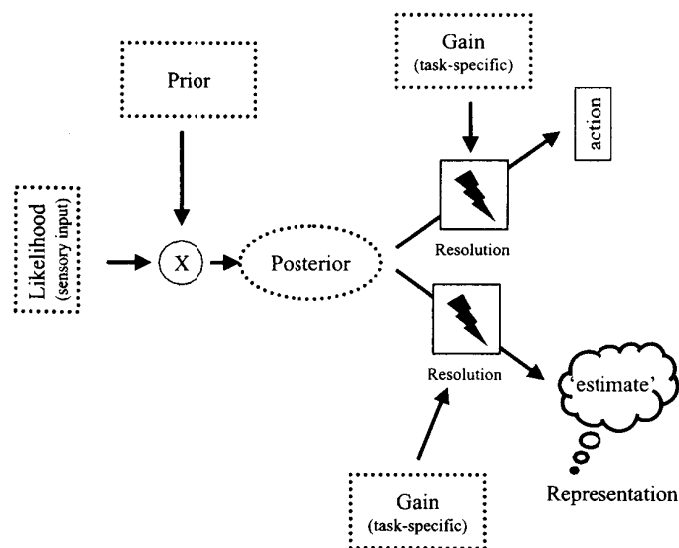 Gain
(task-specific)
Prior
action
Likelihood
(sensory input)
X
Posterior
Resolution
Resolution
'estimate'
Representation
Gain
(task-specific)